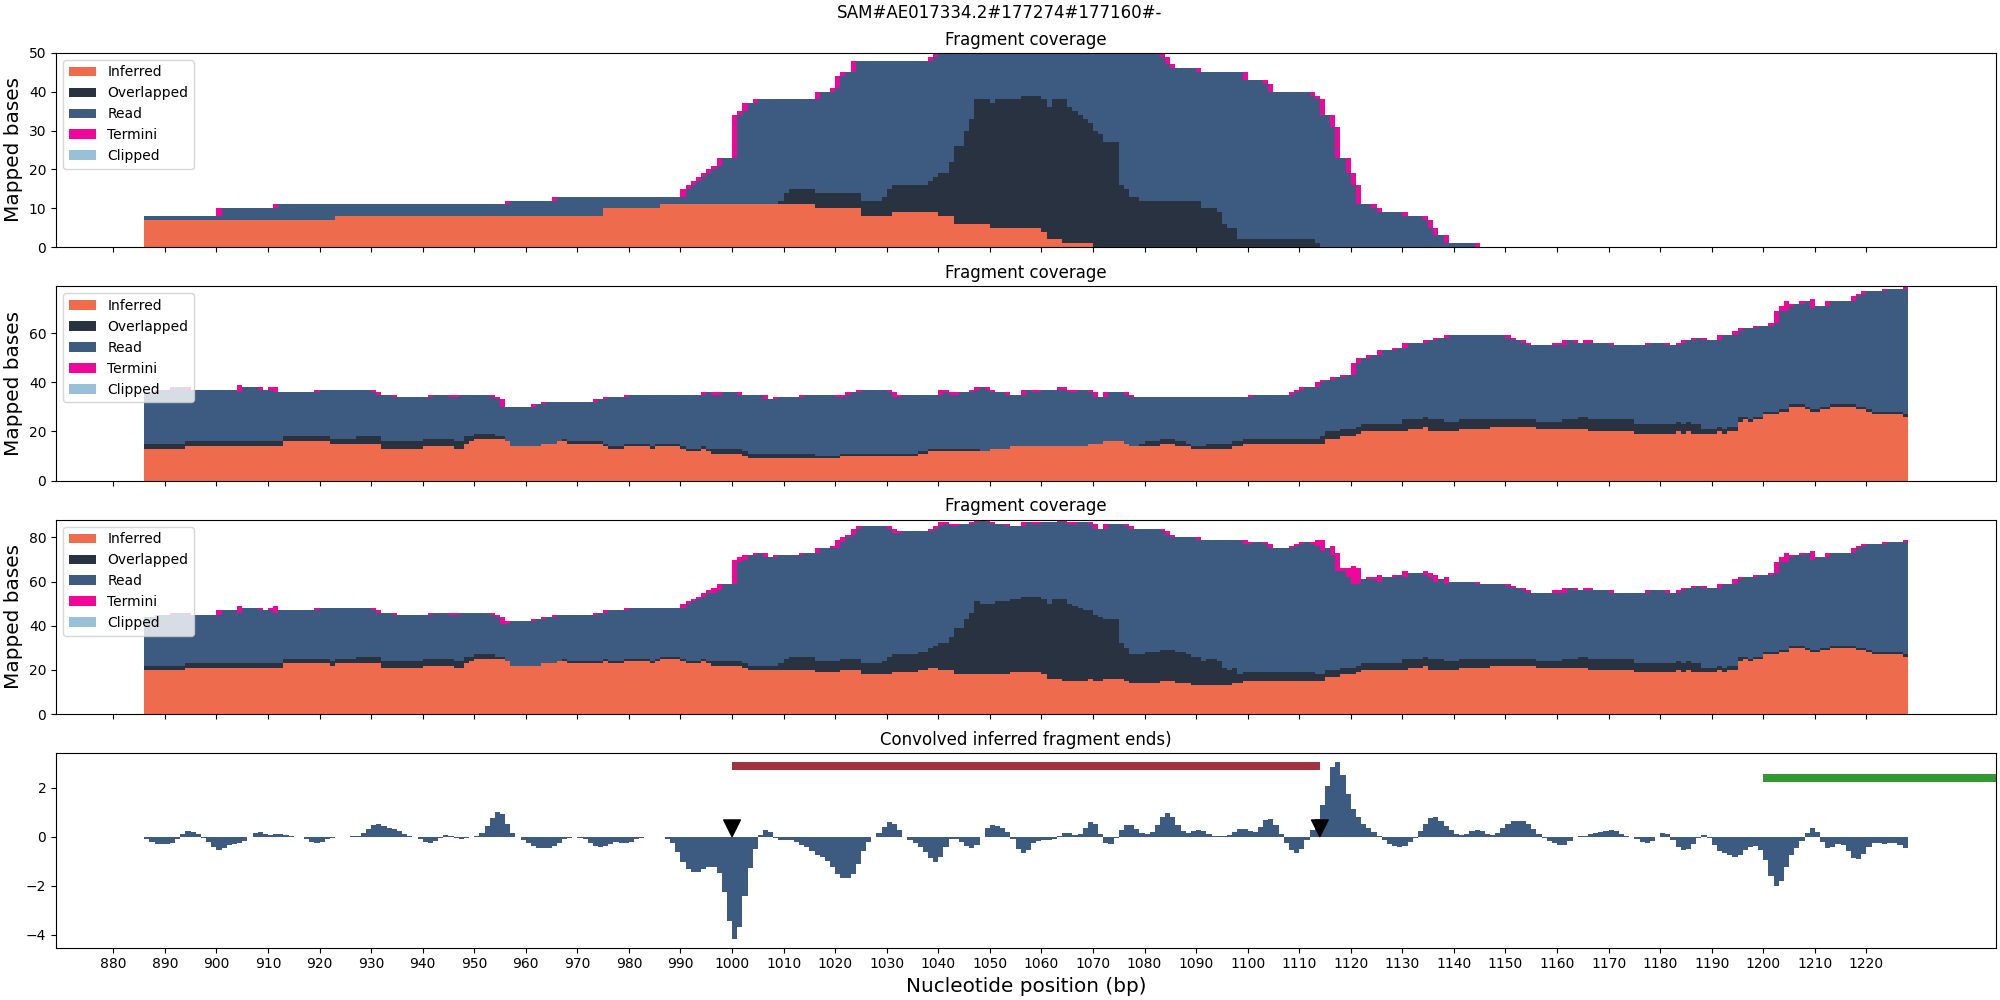 SAM#AE017334.2#177274#177160#-
Fragment coverage
Mapped bases
50
40
30
20
10
0
Inferred
Overlapped
Read
Termini
Clipped
Fragment coverage
Mapped bases
60
40
20
0
Inferred
Overlapped
Read
Termini
Clipped
Fragment coverage
Mapped bases
80
60
40
20
0
Inferred
Overlapped
Read
Termini
Clipped
Convolved inferred fragment ends)
2
0
−2
−4
880 890 900 910 920 930 940 950 960 970 980 990 1000 1010 1020 1030 1040 1050 1060 1070 1080 1090 1100 1110 1120 1130 1140 1150 1160 1170 1180 1190 1200 1210 1220
Nucleotide position (bp)